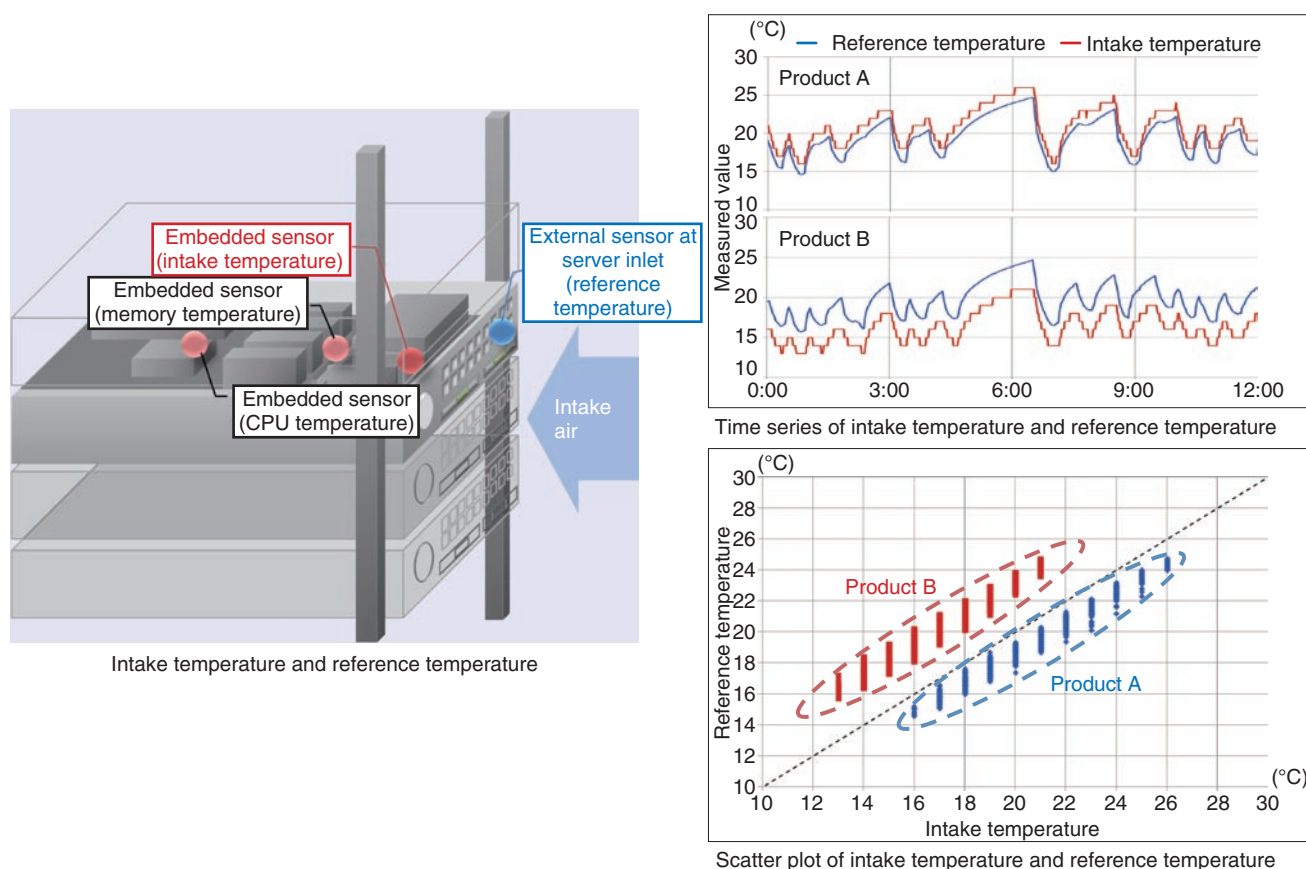 Embedded sensor
(intake temperature)
External sensor at
server inlet
(reference
temperature)
Embedded sensor
(memory temperature)
Embedded sensor
(CPU temperature)
Intake
air
Intake temperature and reference temperature
(°C)
Reference temperature
Intake temperature
Measured value
30
25
20
15
10
Product A
30
25
20
15
10
Product B
0:00
3:00
6:00
9:00
12:00
Time series of intake temperature and reference temperature
(°C)
Reference temperature
30
28
26
24
22
20
18
16
14
12
10
Product B
Product A
(°C)
10
12
14
16
18
20
22
24
26
28
30
Intake temperature
Scatter plot of intake temperature and reference temperature